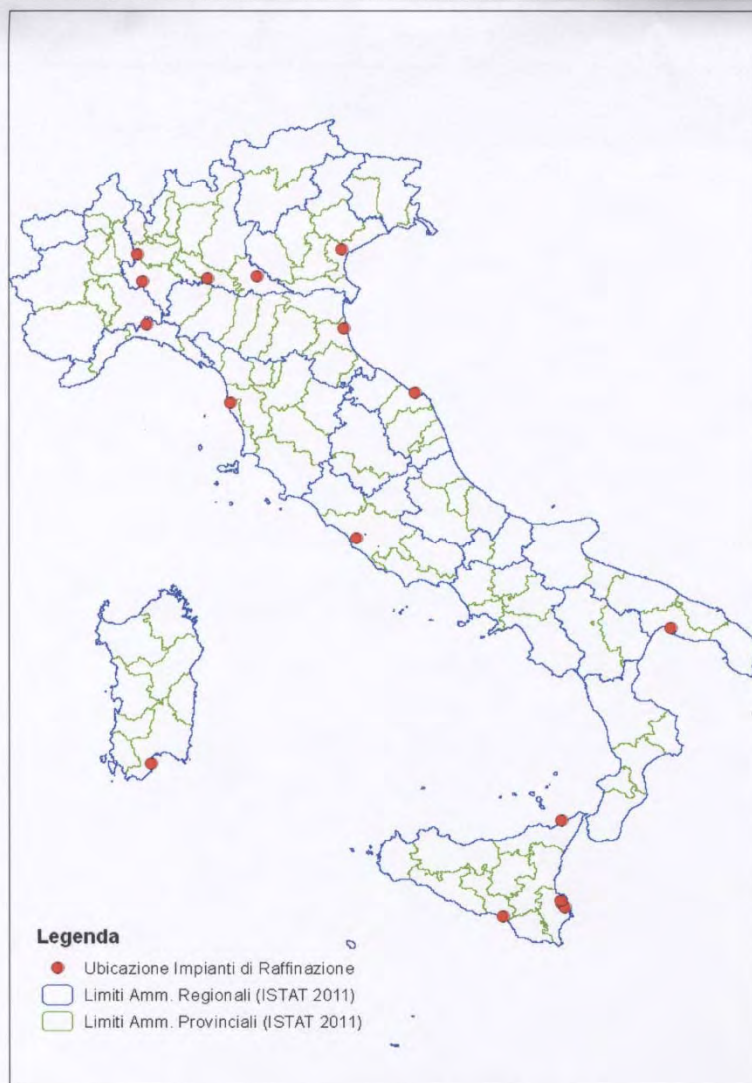 Legenda
Ubicazione Impianti di Raffinazione
Limiti Amm. Regionali (ISTAT 2011)
Limiti Amm. Provinciali (ISTAT 2011)